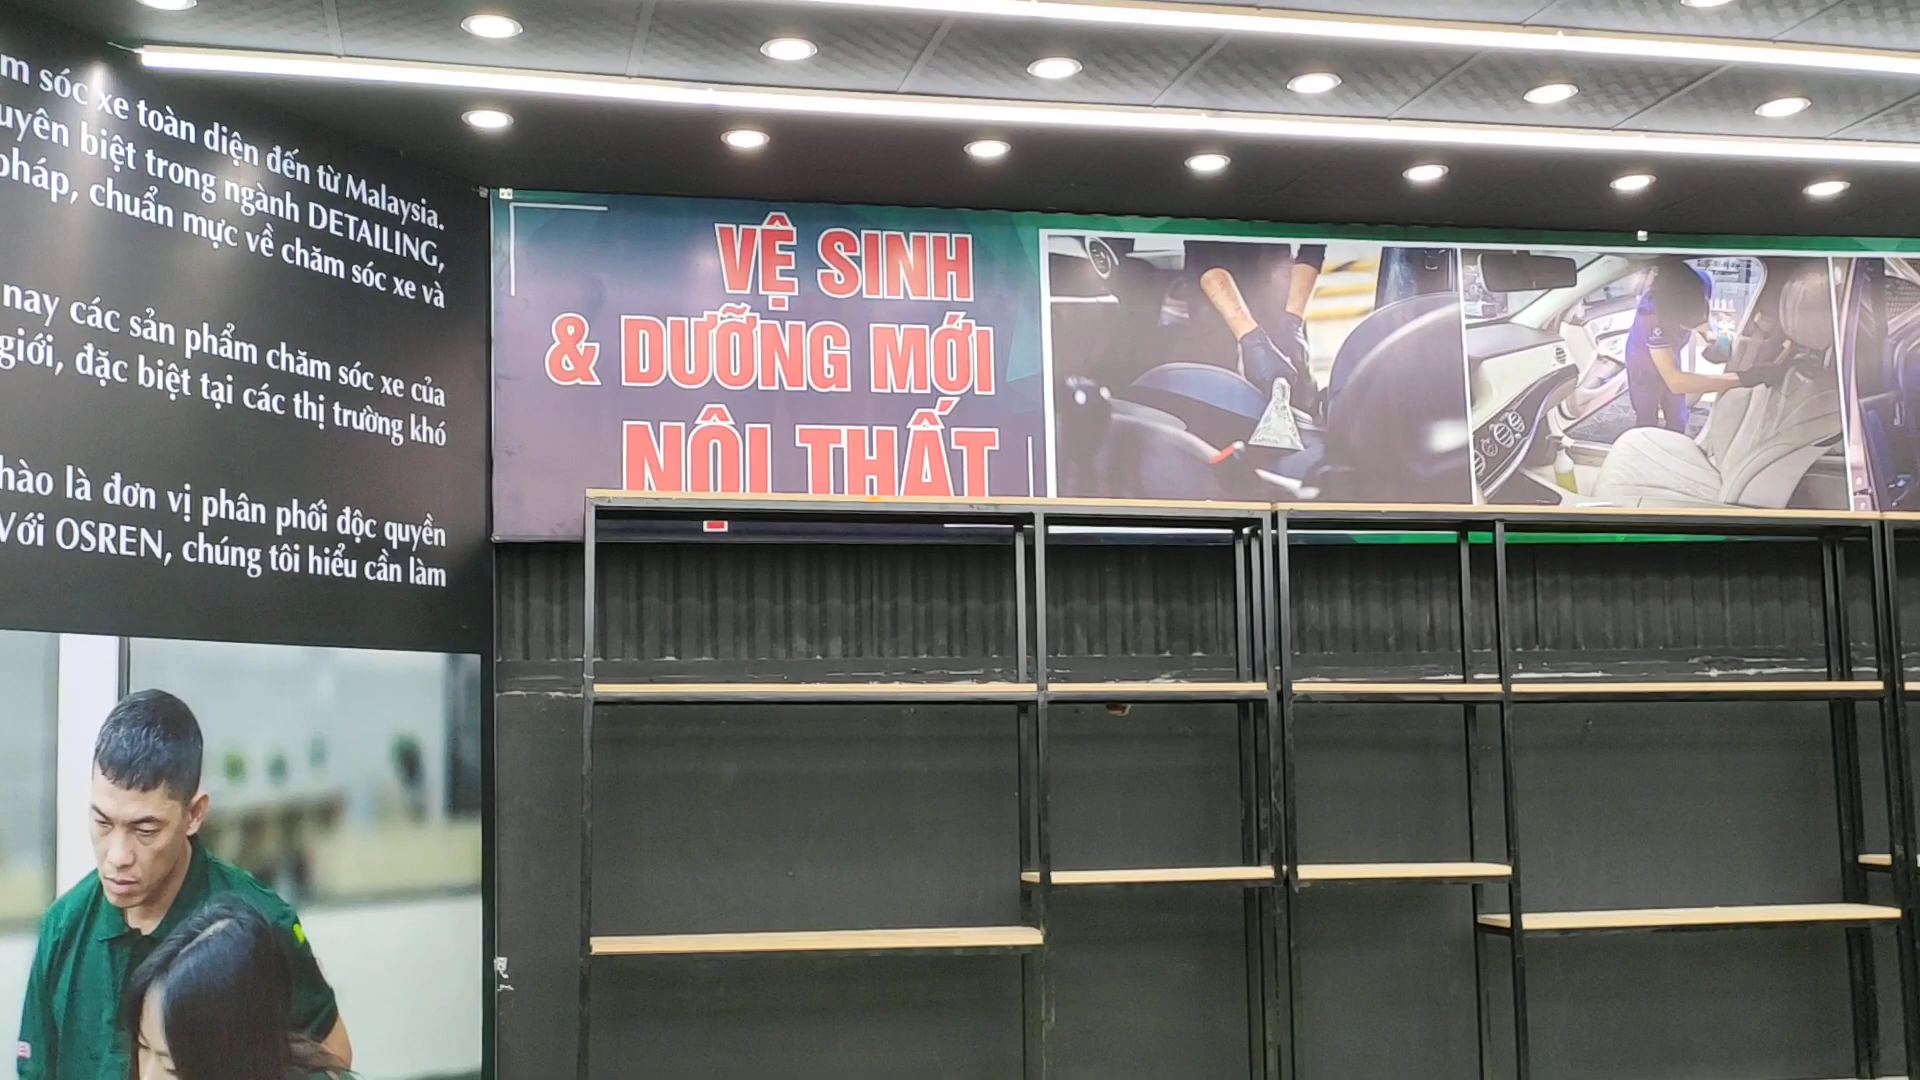 sóc xe toàn diện đến từ Malaysia.
biệt trong ngành DETAILING,
pháp, chuẩn mực về chăm sóc xe và
nay các sản phẩm chăm sóc xe của
giới, đặc biệt tại các thị trường khó
hào là đơn vị phân phối độc quyền
Với OSREN, chúng tôi hiểu cần làm
VỆ SINH
& DƯỠNG MỚI
NỘI THẤT